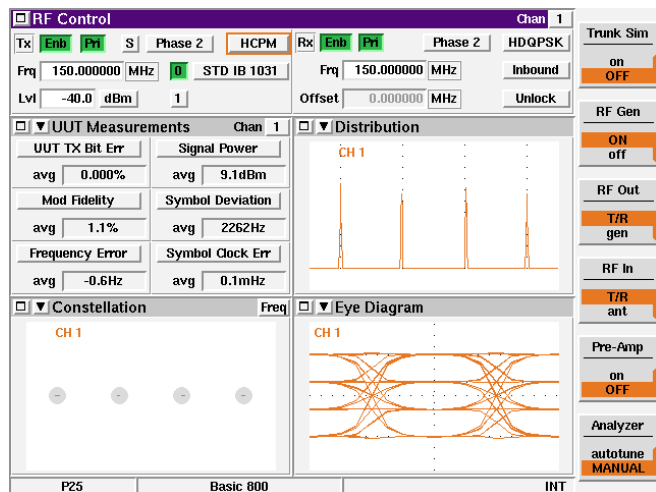 RF Control Chan 1
Tx Enb Pri S Phase 2 HCPM Rx Enb Pri Phase 2 HDQPSK
Frq 150.000000 MHz 0 STD IB 1031 Frq 150.000000 MHz Inbound
Lvl -40.0 dBm 1 Offset 0.000000 MHz Unlock
UUT Measurements Chan 1
UUT TX Bit Err Signal Power
avg 0.000% avg 9.1dBm
Mod Fidelity Symbol Deviation
avg 1.1% avg 2262Hz
Frequency Error Symbol Clock Err
avg -0.6Hz avg 0.1mHz
Distribution
CH 1
Constellation Freq
CH 1
Eye Diagram
CH 1
P25 Basic 800 INT
Trunk Sim
on
OFF
RF Gen
ON
off
RF Out
T/R
gen
RF In
T/R
ant
Pre-Amp
on
OFF
Analyzer
autotune
MANUAL